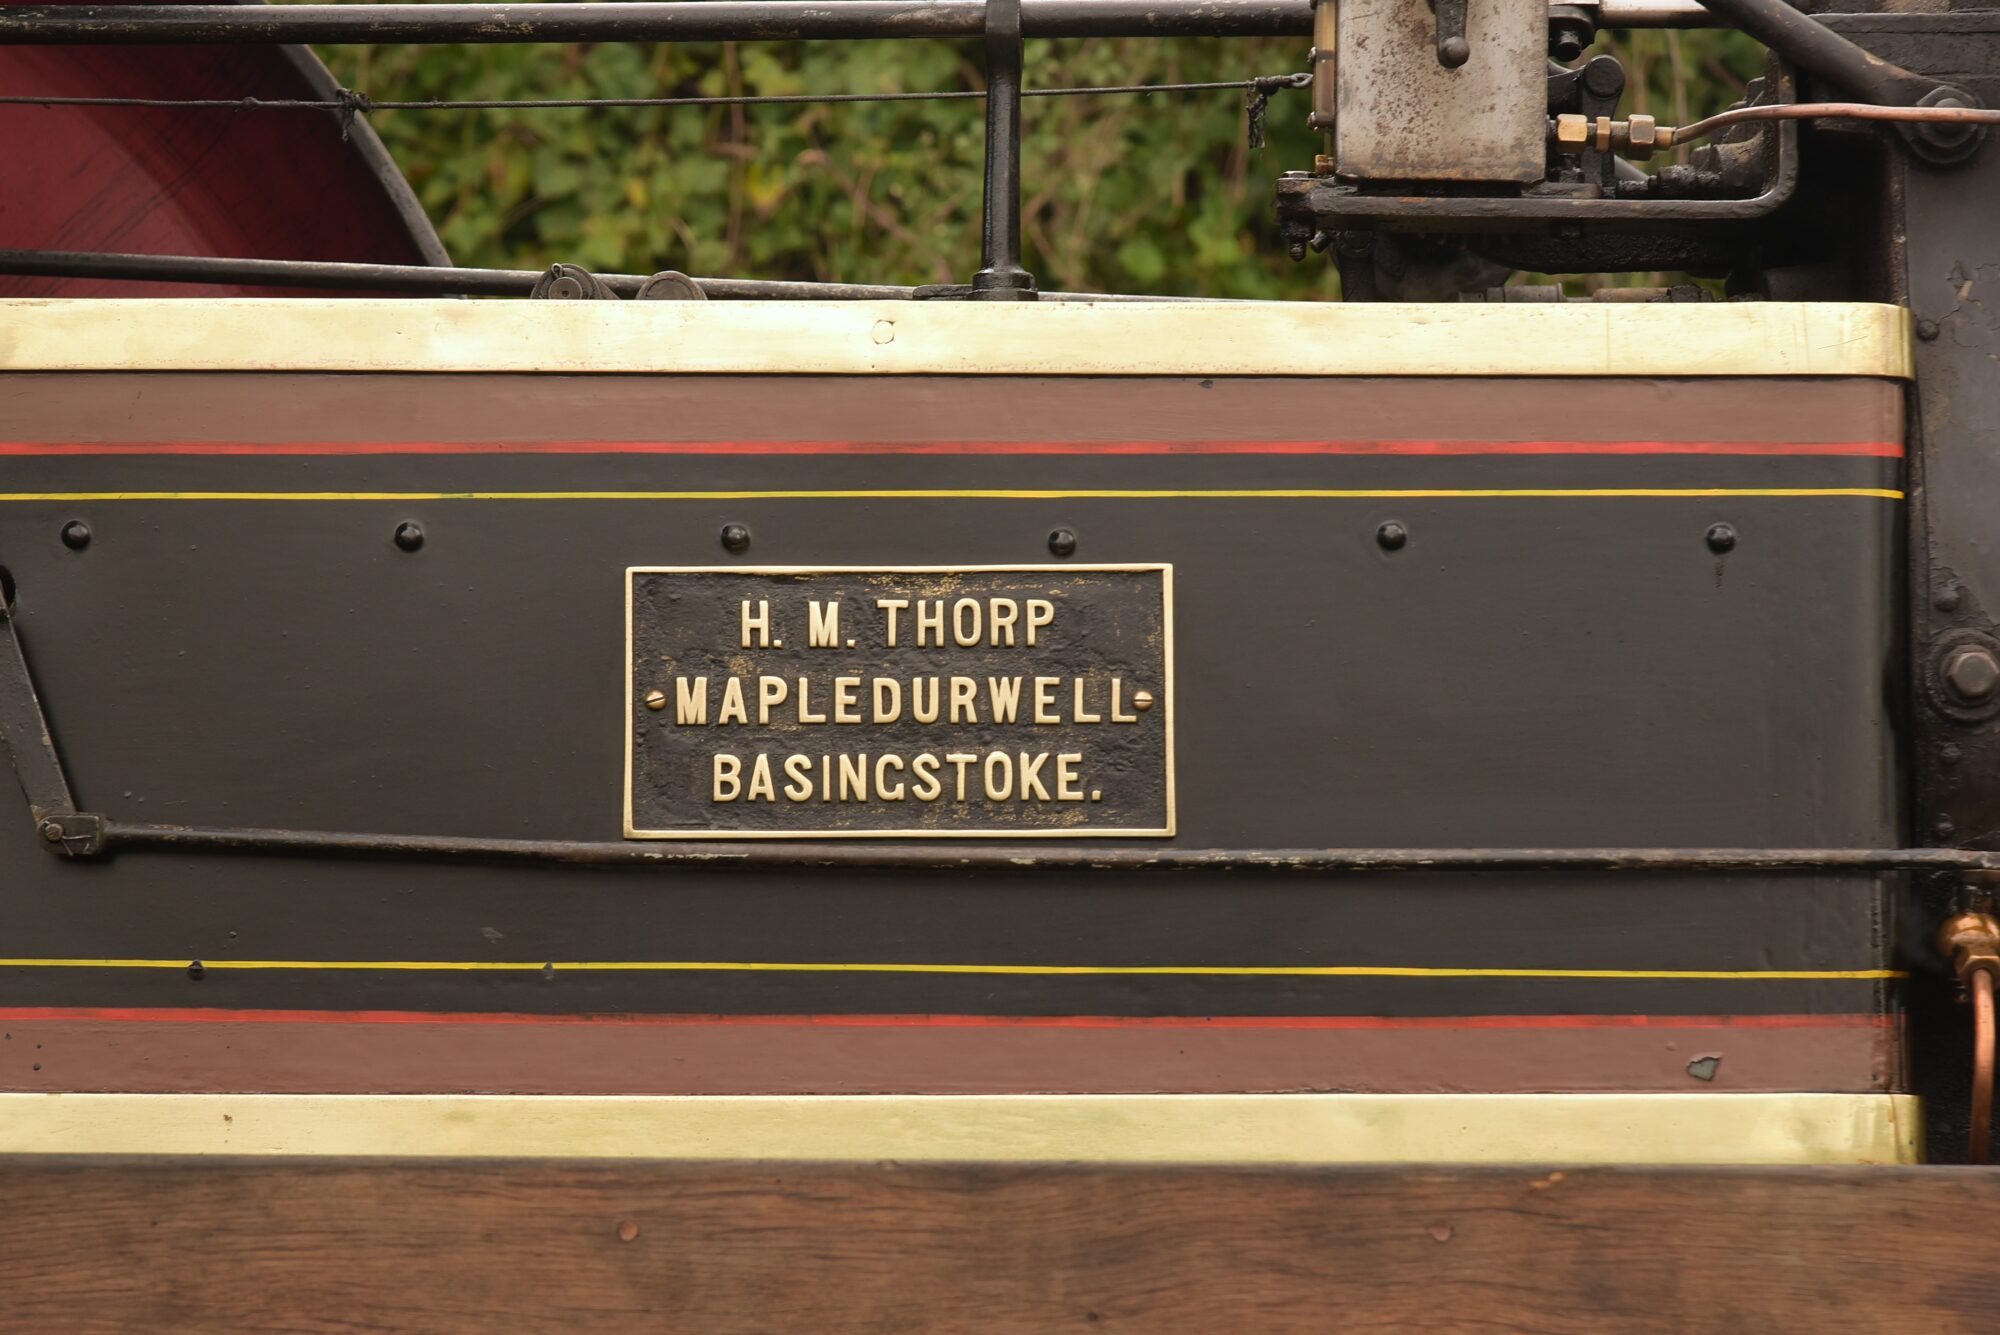 H. M. THORP
MAPLEDURWELL
BASINGSTOKE.